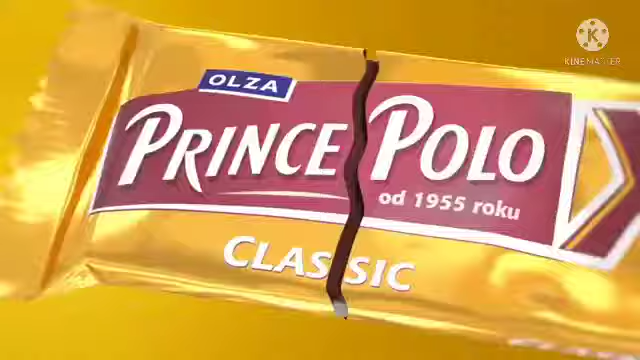 OLZA
PRINCE POLO
od 1955 roku
CLASSIC
K
KINEMASTER